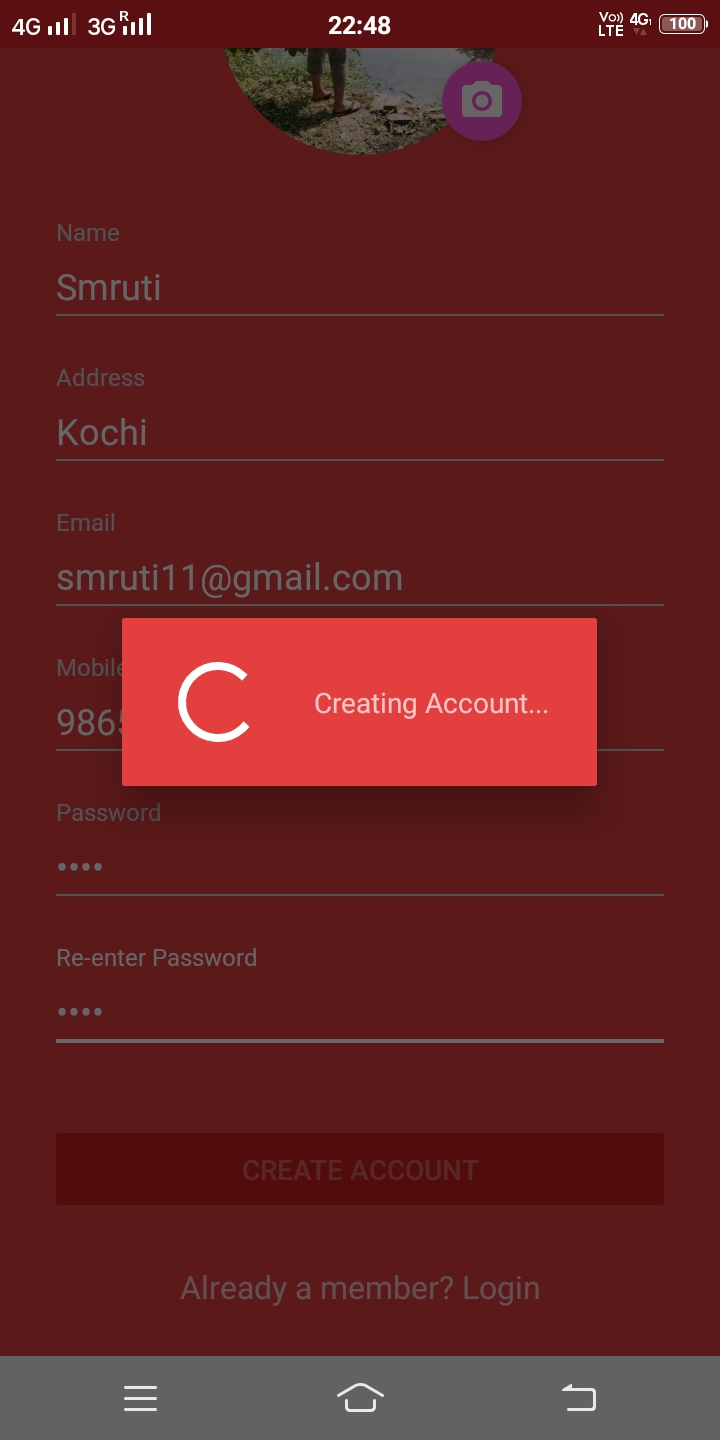 4G 3G R 22:48 Vo)) LTE 4G 100
Name
Smruti
Address
Kochi
Email
smruti11@gmail.com
Mobile
Creating Account...
Password
••••
Re-enter Password
••••
CREATE ACCOUNT
Already a member? Login